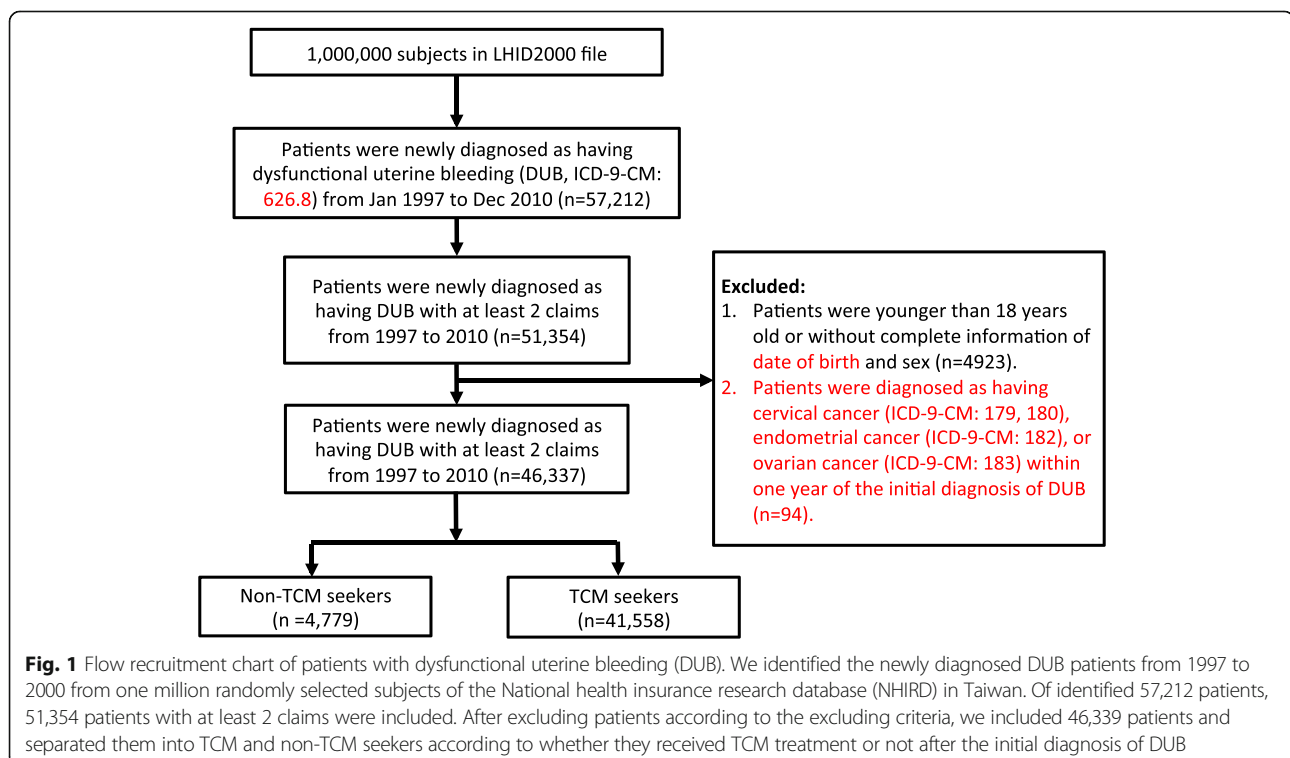 1,000,000 subjects in LHID2000 file
Patients were newly diagnosed as having
dysfunctional uterine bleeding (DUB, ICD-9-CM:
626.8) from Jan 1997 to Dec 2010 (n=57,212)
Patients were newly diagnosed as
having DUB with at least 2 claims
from 1997 to 2010 (n=51,354)
Excluded:
1. Patients were younger than 18 years
old or without complete information of
date of birth and sex (n=4923).
2. Patients were diagnosed as having
cervical cancer (ICD-9-CM: 179, 180),
endometrial cancer (ICD-9-CM: 182), or
ovarian cancer (ICD-9-CM: 183) within
one year of the initial diagnosis of DUB
(n=94).
Patients were newly diagnosed as
having DUB with at least 2 claims
from 1997 to 2010 (n=46,337)
Non-TCM seekers
(n =4,779)
TCM seekers
(n=41,558)
Fig. 1 Flow recruitment chart of patients with dysfunctional uterine bleeding (DUB). We identified the newly diagnosed DUB patients from 1997 to
2000 from one million randomly selected subjects of the National health insurance research database (NHIRD) in Taiwan. Of identified 57,212 patients,
51,354 patients with at least 2 claims were included. After excluding patients according to the excluding criteria, we included 46,339 patients and
separated them into TCM and non-TCM seekers according to whether they received TCM treatment or not after the initial diagnosis of DUB